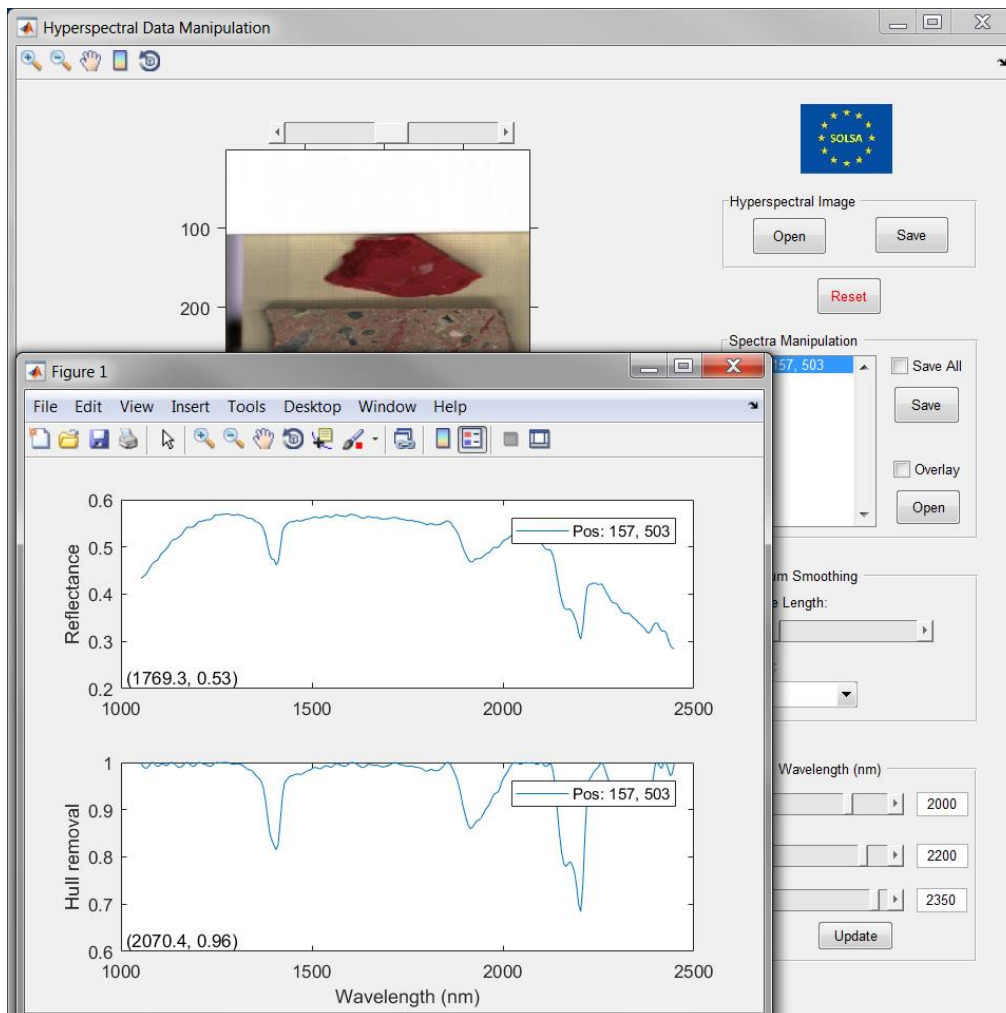 Hyperspectral Data Manipulation
SOLSA
100
200
Hyperspectral Image
Open
Save
Reset
Spectra Manipulation
157, 503
Save All
Save
Overlay
Open
Figure 1
File Edit View Insert Tools Desktop Window Help
0.6
0.5
0.4
0.3
0.2
Reflectance
Pos: 157, 503
(1769.3, 0.53)
1000 1500 2000 2500
1
0.9
0.8
0.7
0.6
Hull removal
Pos: 157, 503
(2070.4, 0.96)
1000 1500 2000 2500
Wavelength (nm)
Smoothing
Length:
Wavelength (nm)
2000
2200
2350
Update